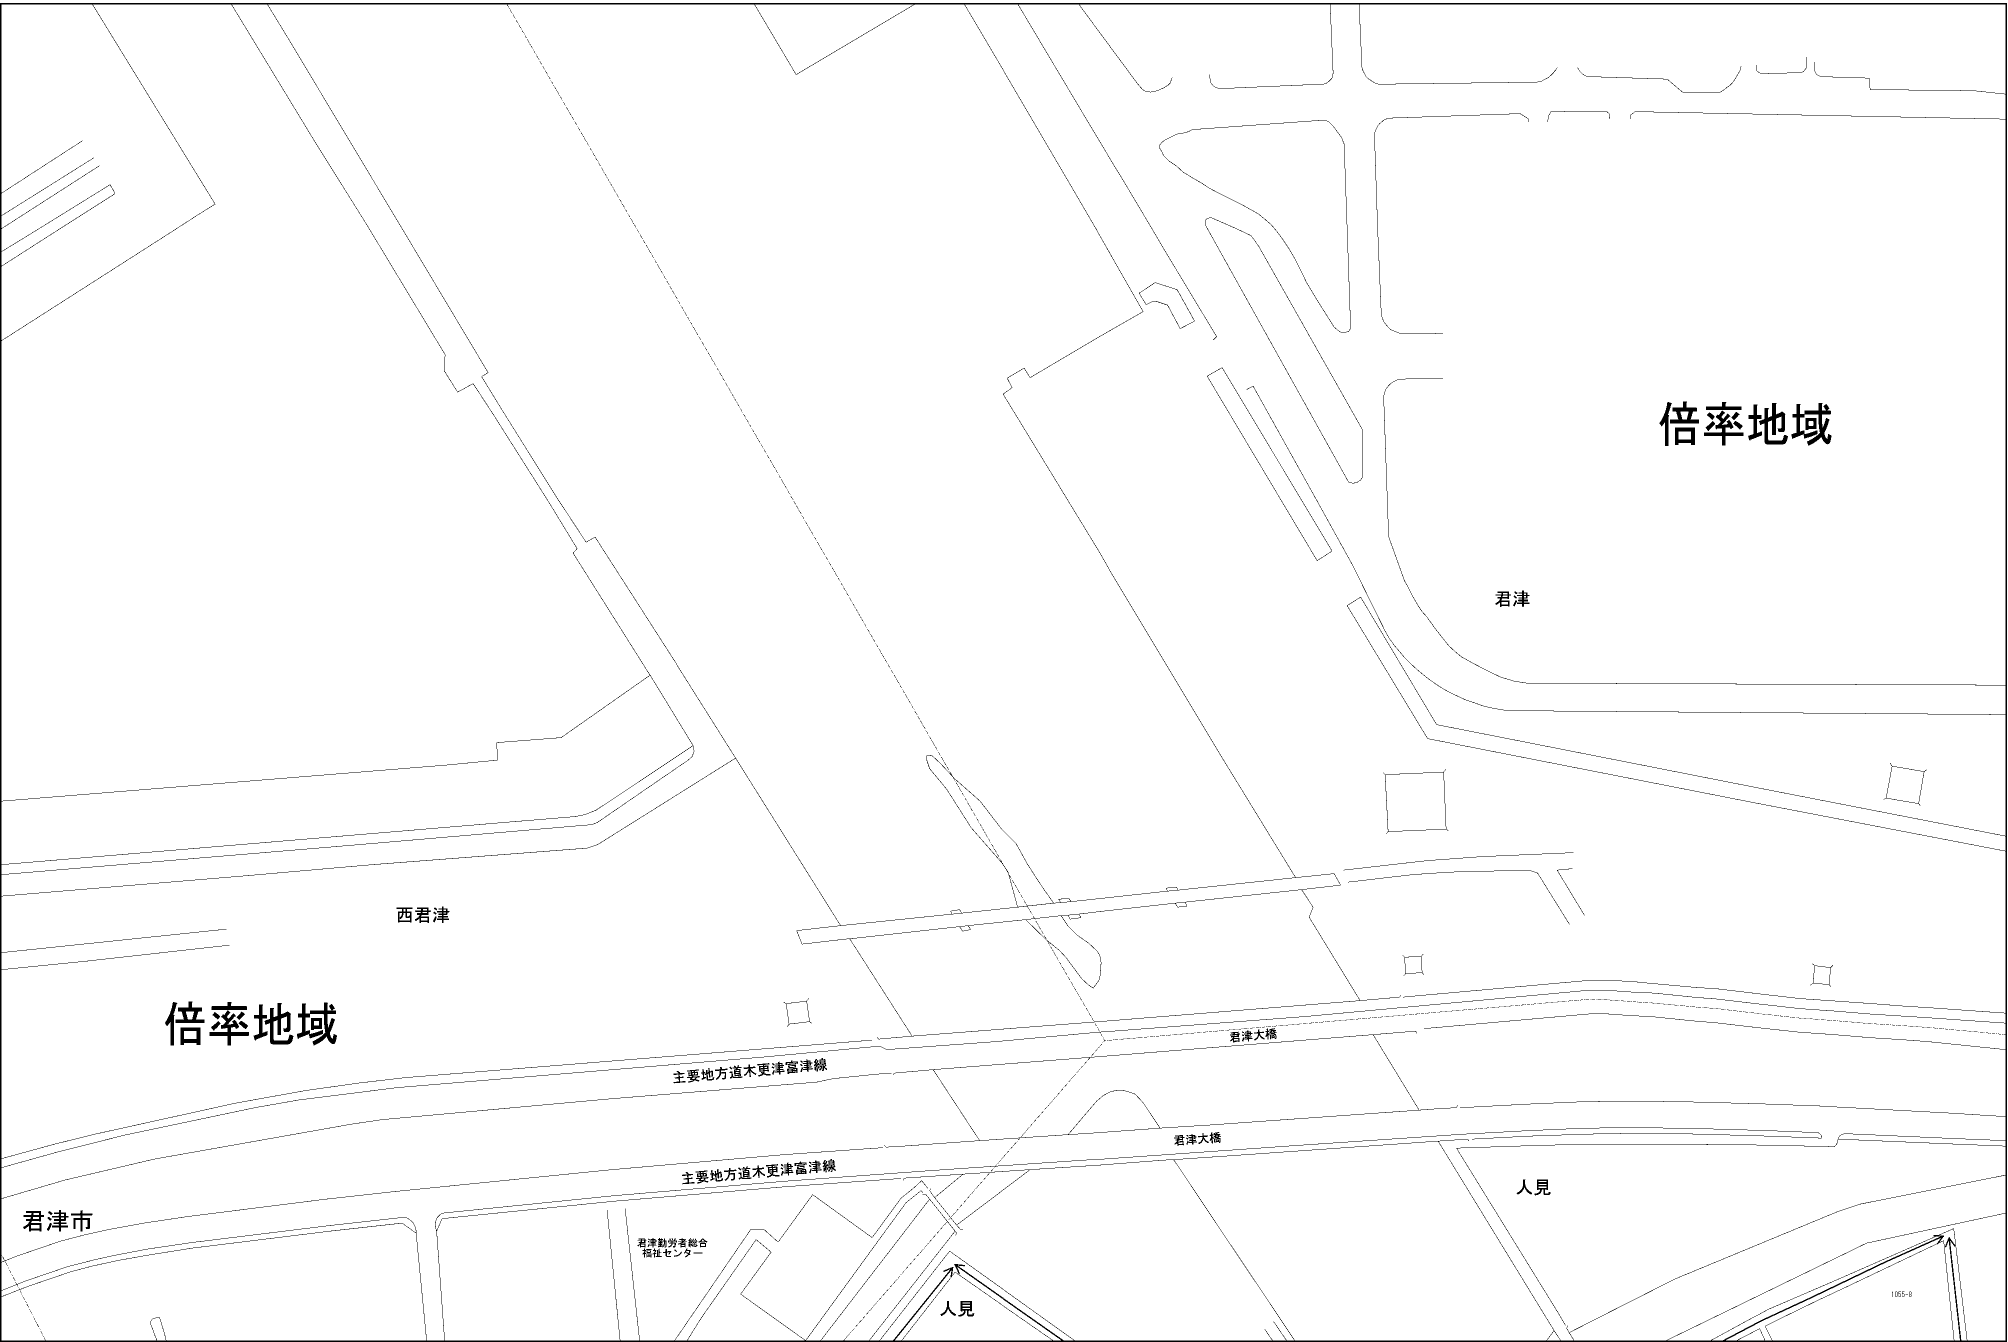 倍率地域
君津
西君津
倍率地域
君津大橋
主要地方道木更津富津線
君津大橋
主要地方道木更津富津線
人見
君津市
君津勤労者総合
福祉センター
1055-8
人見